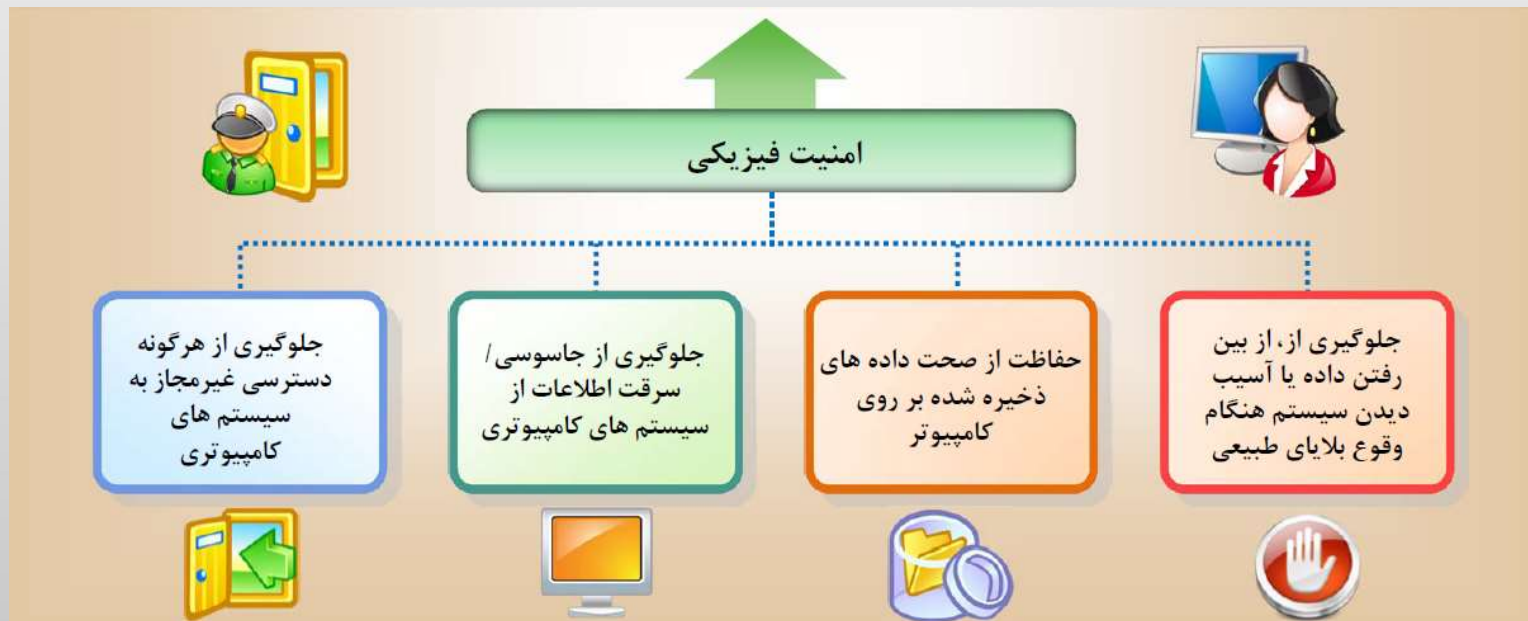 امنیت فیزیکی
جلوگیری از، از بین
رفتن داده یا آسیب
دیدن سیستم هنگام
وقوع بلایای طبیعی
حفاظت از صحت داده های
ذخیره شده بر روی
کامپیوتر
جلوگیری از جاسوسی/
سرقت اطلاعات از
سیستم های کامپیوتری
جلوگیری از هرگونه
دسترسی غیرمجاز به
سیستم های
کامپیوتری